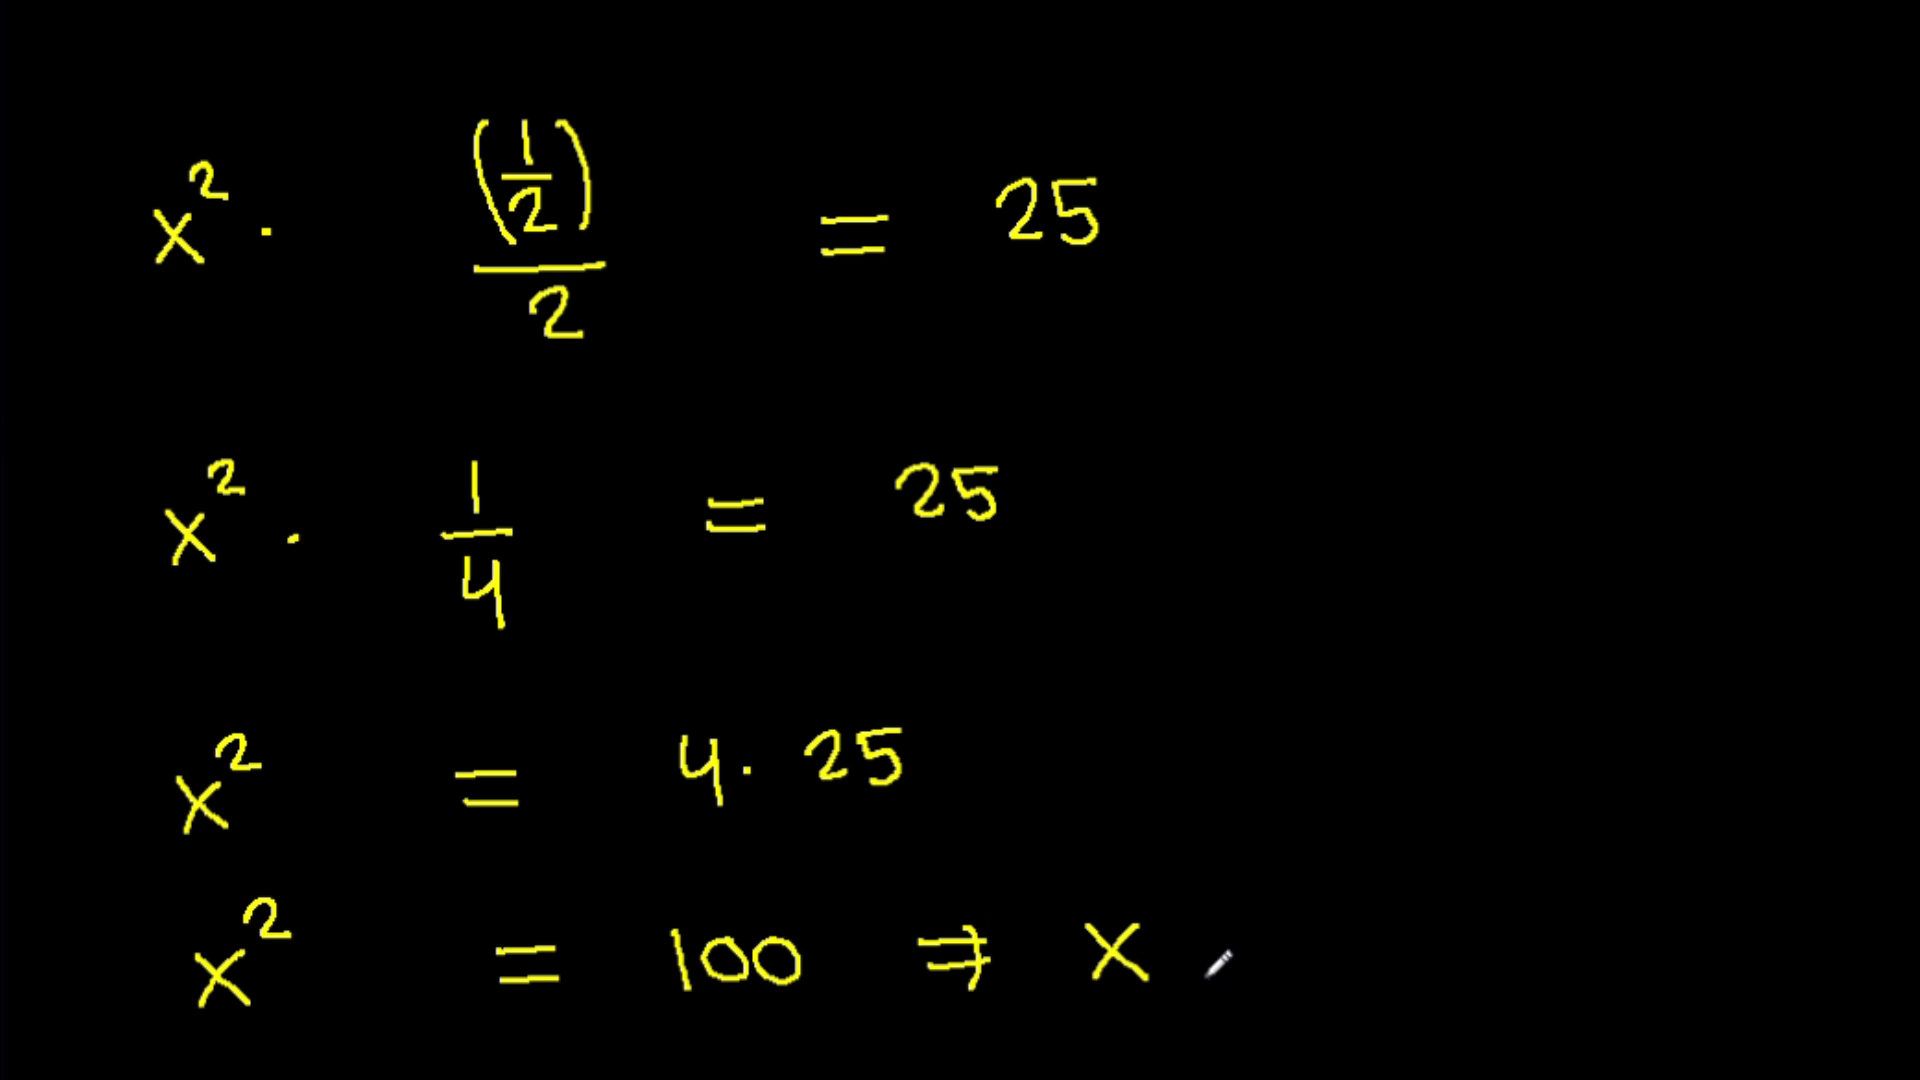 x² · (1/2)/2 = 25
x² · 1/4 = 25
x² = 4 · 25
x² = 100 ⇒ x